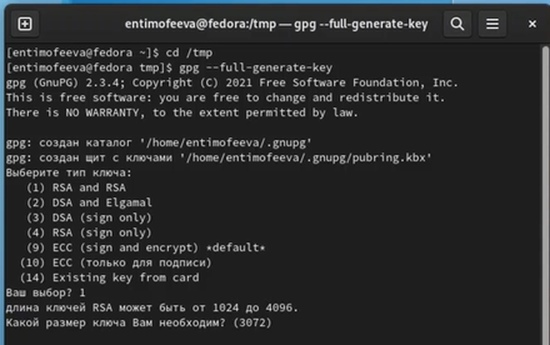 entimofeeva@fedora:/tmp — gpg --full-generate-key
[entimofeeva@fedora ~]$ cd /tmp
[entimofeeva@fedora tmp]$ gpg --full-generate-key
gpg (GnuPG) 2.3.4; Copyright (C) 2021 Free Software Foundation, Inc.
This is free software: you are free to change and redistribute it.
There is NO WARRANTY, to the extent permitted by law.
gpg: создан каталог '/home/entimofeeva/.gnupg'
gpg: создан щит с ключами '/home/entimofeeva/.gnupg/pubring.kbx'
Выберите тип ключа:
(1) RSA and RSA
(2) DSA and Elgamal
(3) DSA (sign only)
(4) RSA (sign only)
(9) ECC (sign and encrypt) *default*
(10) ECC (только для подписи)
(14) Existing key from card
Ваш выбор? 1
длина ключей RSA может быть от 1024 до 4096.
Какой размер ключа Вам необходим? (3072)